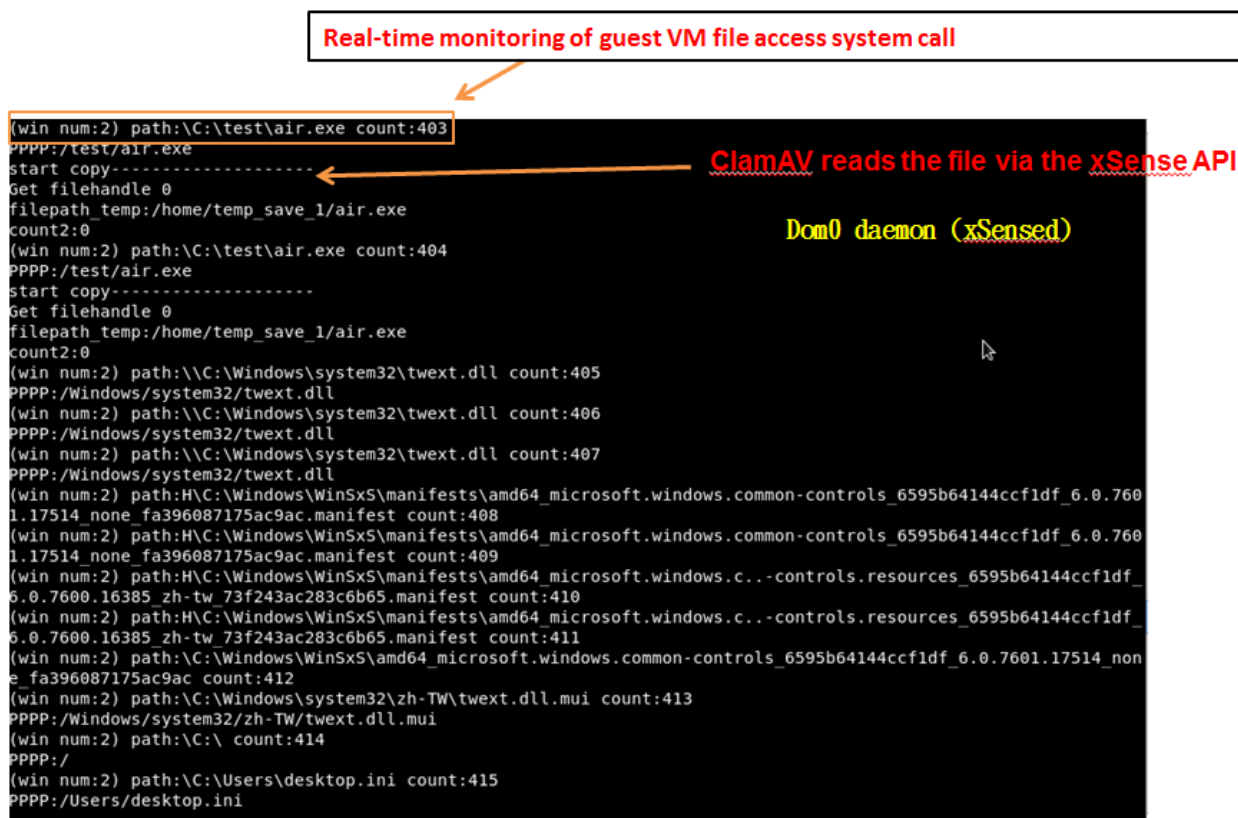 Real-time monitoring of guest VM file access system call
(win num:2) path:\C:\test\air.exe count:403
PPPP:/test/air.exe
start copy--------------------
ClamAV reads the file via the xSense API
Get filehandle 0
filepath_temp:/home/temp_save_1/air.exe
count2:0
Dom0 daemon (xSensed)
(win num:2) path:\C:\test\air.exe count:404
PPPP:/test/air.exe
start copy--------------------
Get filehandle 0
filepath_temp:/home/temp_save_1/air.exe
count2:0
(win num:2) path:\\C:\Windows\system32\twext.dll count:405
PPPP:/Windows/system32/twext.dll
(win num:2) path:\\C:\Windows\system32\twext.dll count:406
PPPP:/Windows/system32/twext.dll
(win num:2) path:\\C:\Windows\system32\twext.dll count:407
PPPP:/Windows/system32/twext.dll
(win num:2) path:H\C:\Windows\WinSxS\manifests\amd64_microsoft.windows.common-controls_6595b64144ccf1df_6.0.760
1.17514_none_fa396087175ac9ac.manifest count:408
(win num:2) path:H\C:\Windows\WinSxS\manifests\amd64_microsoft.windows.common-controls_6595b64144ccf1df_6.0.760
1.17514_none_fa396087175ac9ac.manifest count:409
(win num:2) path:H\C:\Windows\WinSxS\manifests\amd64_microsoft.windows.c..-controls.resources_6595b64144ccf1df_
6.0.7600.16385_zh-tw_73f243ac283c6b65.manifest count:410
(win num:2) path:H\C:\Windows\WinSxS\manifests\amd64_microsoft.windows.c..-controls.resources_6595b64144ccf1df_
6.0.7600.16385_zh-tw_73f243ac283c6b65.manifest count:411
(win num:2) path:\C:\Windows\WinSxS\amd64_microsoft.windows.common-controls_6595b64144ccf1df_6.0.7601.17514_non
e_fa396087175ac9ac count:412
(win num:2) path:\C:\Windows\system32\zh-TW\twext.dll.mui count:413
PPPP:/Windows/system32/zh-TW/twext.dll.mui
(win num:2) path:\C:\ count:414
PPPP:/
(win num:2) path:\C:\Users\desktop.ini count:415
PPPP:/Users/desktop.ini